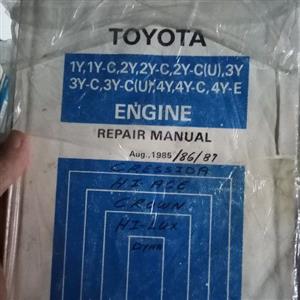 TOYOTA
1Y,1Y-C,2Y,2Y-C,2Y-C(U),3Y
3Y-C,3Y-C(U),4Y,4Y-C, 4Y-E
ENGINE
REPAIR MANUAL
Aug.,1985/86/87
CRESSIDA
HI-ACE
CROWN
HI-LUX
DYNA